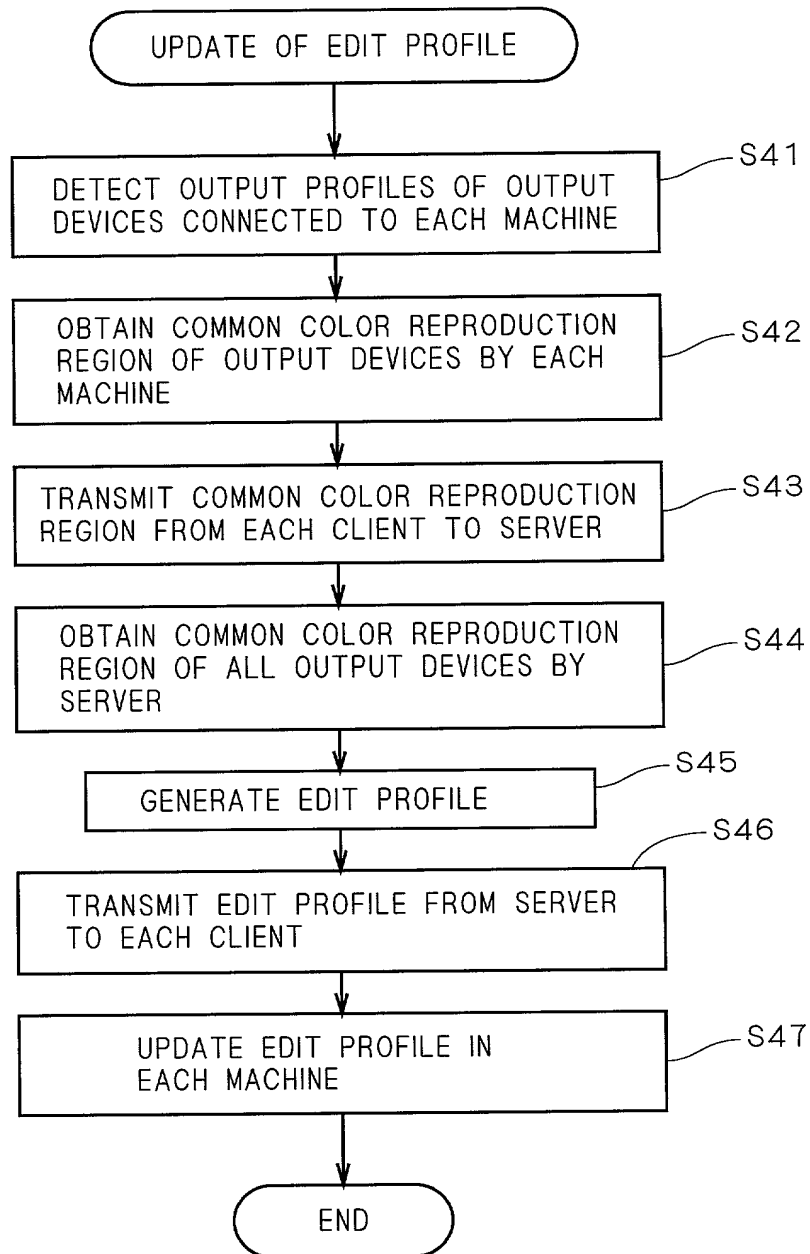 UPDATE OF EDIT PROFILE
S41
DETECT OUTPUT PROFILES OF OUTPUT
DEVICES CONNECTED TO EACH MACHINE
S42
OBTAIN COMMON COLOR REPRODUCTION
REGION OF OUTPUT DEVICES BY EACH
MACHINE
S43
TRANSMIT COMMON COLOR REPRODUCTION
REGION FROM EACH CLIENT TO SERVER
S44
OBTAIN COMMON COLOR REPRODUCTION
REGION OF ALL OUTPUT DEVICES BY
SERVER
S45
GENERATE EDIT PROFILE
S46
TRANSMIT EDIT PROFILE FROM SERVER
TO EACH CLIENT
S47
UPDATE EDIT PROFILE IN
EACH MACHINE
END